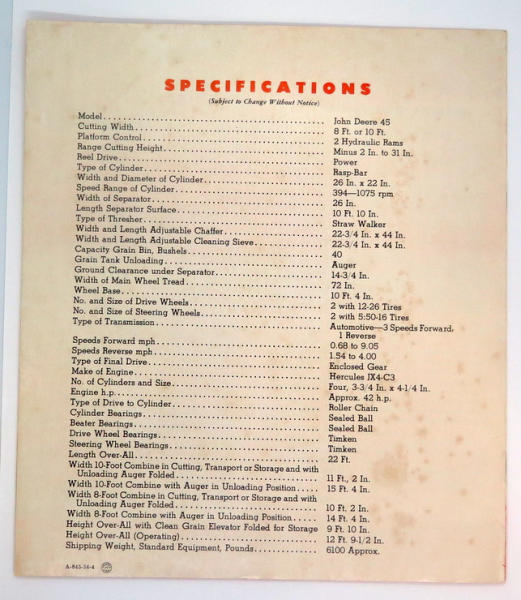 SPECIFICATIONS
(Subject to Change Without Notice)
Model John Deere 45
Cutting Width 8 Ft. or 10 Ft.
Platform Control 2 Hydraulic Rams
Range Cutting Height Minus 2 In. to 31 In.
Reel Drive Power
Type of Cylinder Rasp-Bar
Width and Diameter of Cylinder 26 In. x 22 In.
Speed Range of Cylinder 394—1075 rpm
Width of Separator 26 In.
Length Separator Surface 10 Ft. 10 In.
Type of Thresher Straw Walker
Width and Length Adjustable Chaffer 22-3/4 In. x 44 In.
Width and Length Adjustable Cleaning Sieve 22-3/4 In. x 44 In.
Capacity Grain Bin, Bushels 40
Grain Tank Unloading Auger
Ground Clearance under Separator 14-3/4 In.
Width of Main Wheel Tread 72 In.
Wheel Base 10 Ft. 4 In.
No. and Size of Drive Wheels 2 with 12-26 Tires
No. and Size of Steering Wheels 2 with 5:50-16 Tires
Type of Transmission Automotive—3 Speeds Forward,
1 Reverse
Speeds Forward mph 0.68 to 9.05
Speeds Reverse mph 1.54 to 4.00
Type of Final Drive Enclosed Gear
Make of Engine Hercules JX4-C3
No. of Cylinders and Size Four, 3-3/4 In. x 4-1/4 In.
Engine h.p. Approx. 42 h.p.
Type of Drive to Cylinder Roller Chain
Cylinder Bearings Sealed Ball
Beater Bearings Sealed Ball
Drive Wheel Bearings Timken
Steering Wheel Bearings Timken
Length Over-All 22 Ft.
Width 10-Foot Combine in Cutting, Transport or Storage and with
Unloading Auger Folded 11 Ft., 2 In.
Width 10-Foot Combine with Auger in Unloading Position 15 Ft. 4 In.
Width 8-Foot Combine in Cutting, Transport or Storage and with
Unloading Auger Folded 10 Ft. 2 In.
Width 8-Foot Combine with Auger in Unloading Position 14 Ft. 4 In.
Height Over-All with Clean Grain Elevator Folded for Storage 9 Ft. 10 In.
Height Over-All (Operating) 12 Ft. 9-1/2 In.
Shipping Weight, Standard Equipment, Pounds 6100 Approx.
A-845-54-4